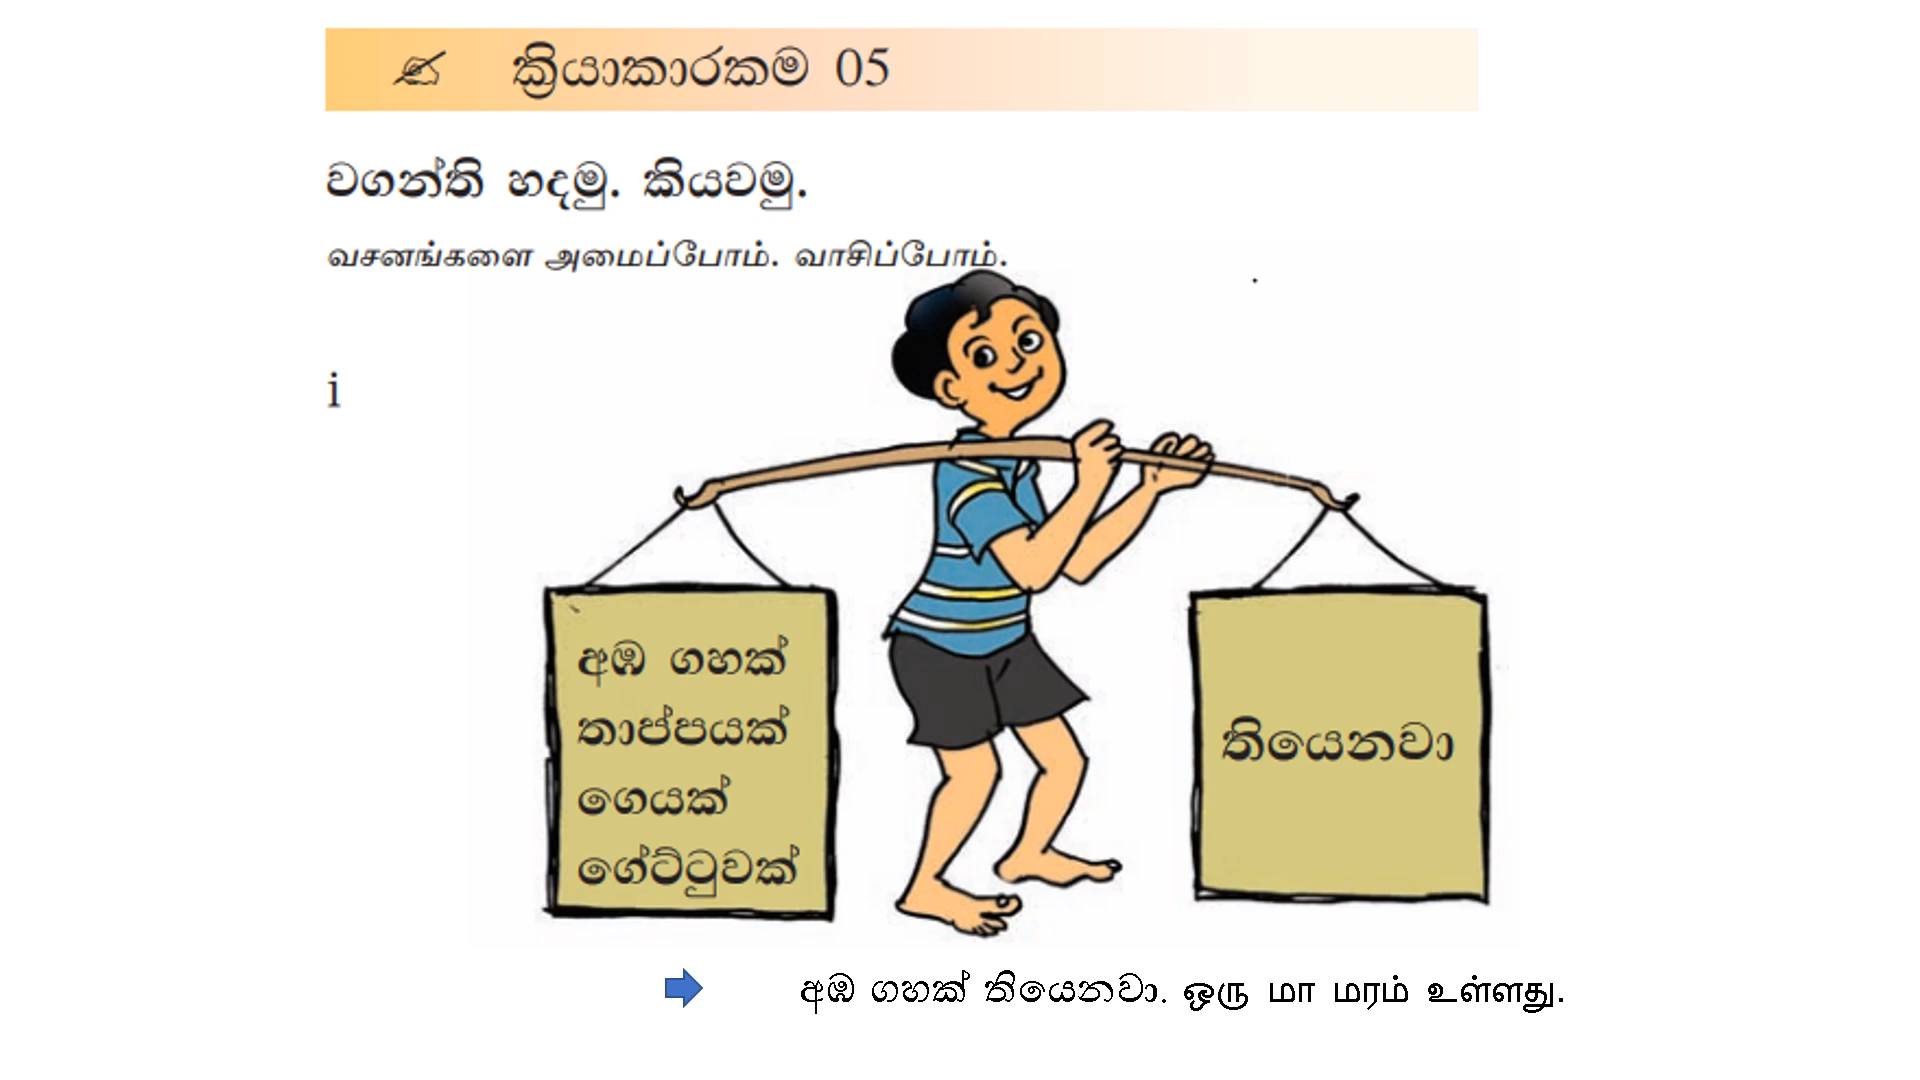 ක්‍රියාකාරකම 05
වගන්ති හදමු. කියවමු.
வசனங்களை அமைப்போம். வாசிப்போம்.
i
අඹ ගහක්
තාප්පයක්
ගෙයක්
ගේට්ටුවක්
තියෙනවා
අඹ ගහක් තියෙනවා. ஒரு மா மரம் உள்ளது.